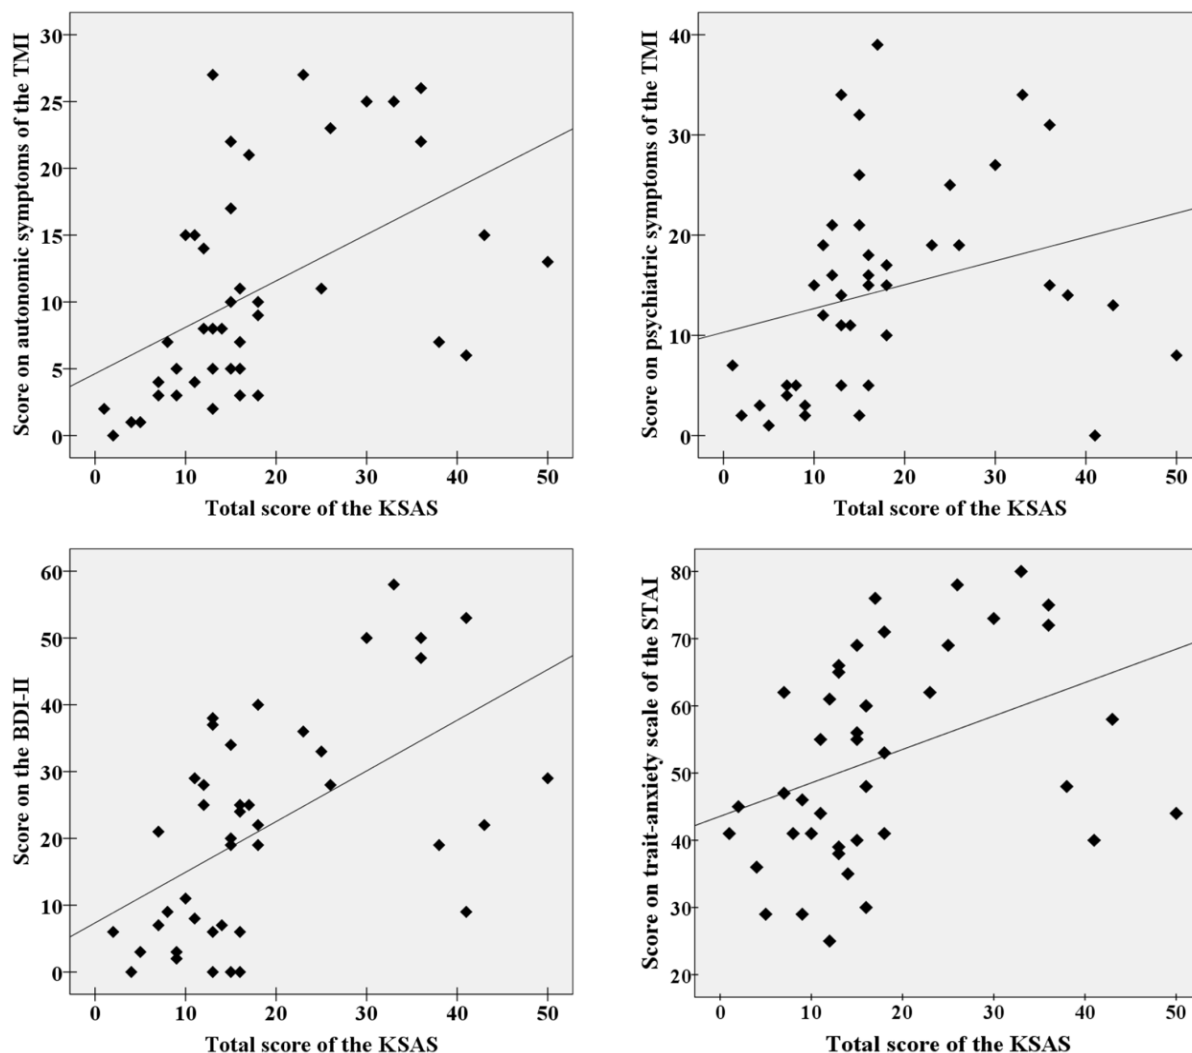 Score on autonomic symptoms of the TMI
30
25
20
15
10
5
0
0 10 20 30 40 50
Total score of the KSAS
Score on psychiatric symptoms of the TMI
40
30
20
10
0
0 10 20 30 40 50
Total score of the KSAS
Score on the BDI-II
60
50
40
30
20
10
0
0 10 20 30 40 50
Total score of the KSAS
Score on trait-anxiety scale of the STAI
80
70
60
50
40
30
20
0 10 20 30 40 50
Total score of the KSAS